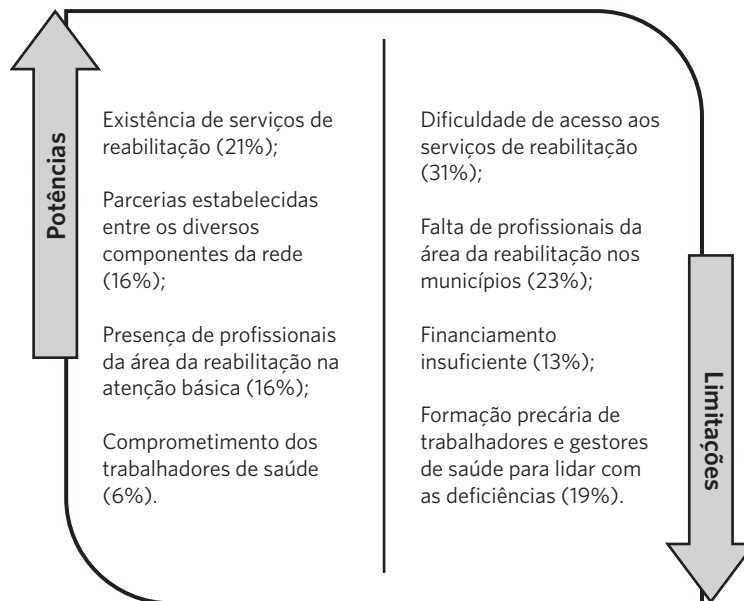 Potências
Existência de serviços de
reabilitação (21%);
Parcerias estabelecidas
entre os diversos
componentes da rede
(16%);
Presença de profissionais
da área da reabilitação na
atenção básica (16%);
Comprometimento dos
trabalhadores de saúde
(6%).
Dificuldade de acesso aos
serviços de reabilitação
(31%);
Falta de profissionais da
área da reabilitação nos
municípios (23%);
Financiamento
insuficiente (13%);
Formação precária de
trabalhadores e gestores
de saúde para lidar com
as deficiências (19%).
Limitações